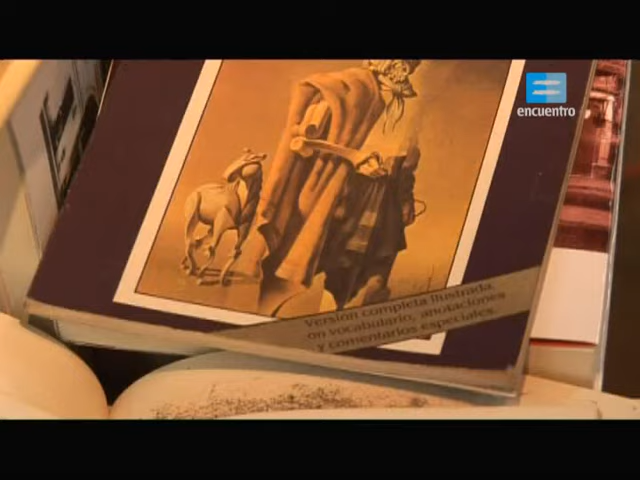 encuentro
Versión completa ilustrada,
on vocabulario, anotaciones
y comentarios especiales.